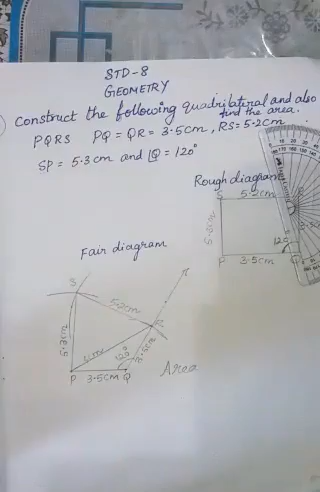 STD-8
GEOMETRY
Construct the following quadrilateral and also find the area.
PQRS PQ = QR = 3.5cm, RS = 5.2cm
SP = 5.3cm and ∟Q = 120°
Rough diagram
S 5.2cm
P 3.5cm
120
Fair diagram
S
5.2cm
5.3cm
120°
3.5cm
P 3.5cm Q
Area